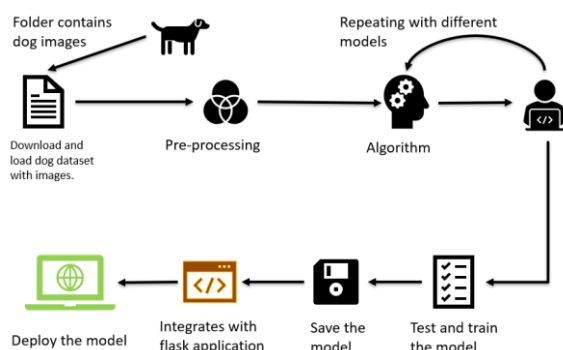 Folder contains
dog images
Repeating with different
models
Download and
load dog dataset
with images.
Pre-processing
Algorithm
</>
Deploy the model
</>
Integrates with
flask application
Save the
model
Test and train
the model